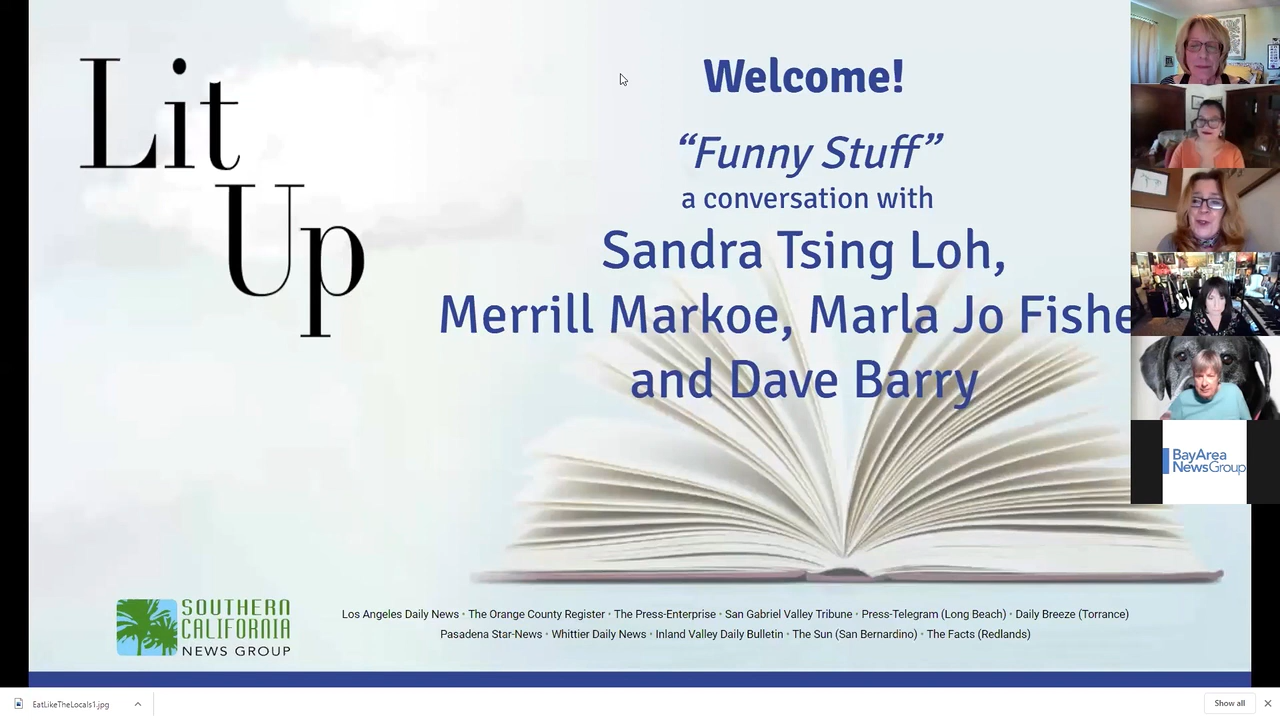 Lit
Up
Welcome!
“Funny Stuff”
a conversation with
Sandra Tsing Loh,
Merrill Markoe, Marla Jo Fishe
and Dave Barry
BayArea
NewsGroup
SOUTHERN
CALIFORNIA
NEWS GROUP
Los Angeles Daily News • The Orange County Register • The Press-Enterprise • San Gabriel Valley Tribune • Press-Telegram (Long Beach) • Daily Breeze (Torrance)
Pasadena Star-News • Whittier Daily News • Inland Valley Daily Bulletin • The Sun (San Bernardino) • The Facts (Redlands)
EatLikeTheLocals1.jpg
Show all